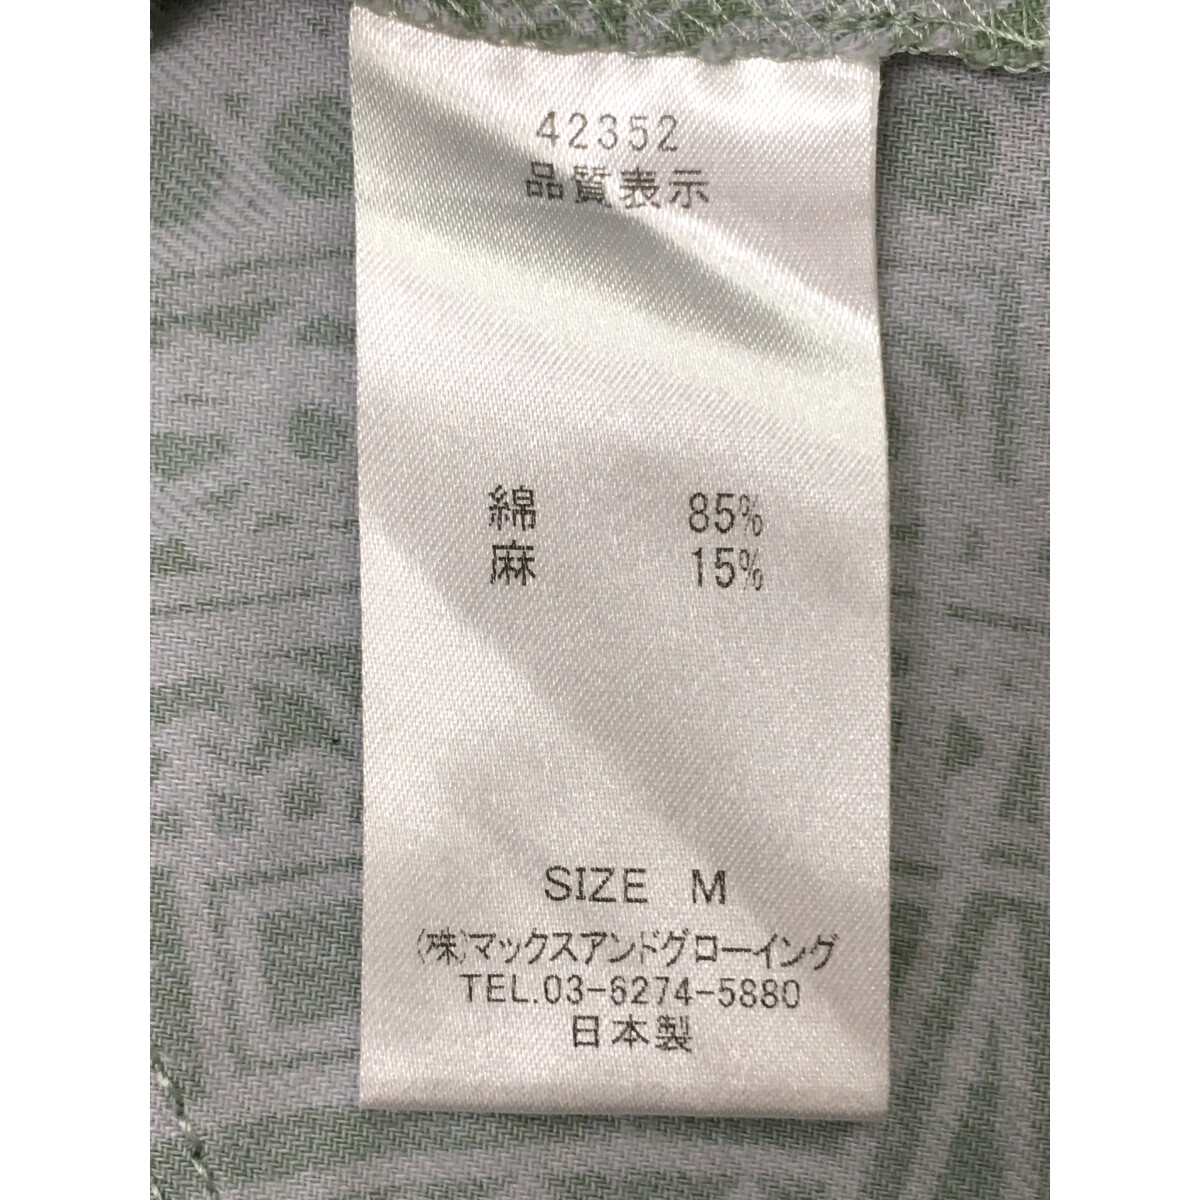 42352
品質表示
綿 85%
麻 15%
SIZE M
(株)マックスアンドグローイング
TEL.03-6274-5880
日本製